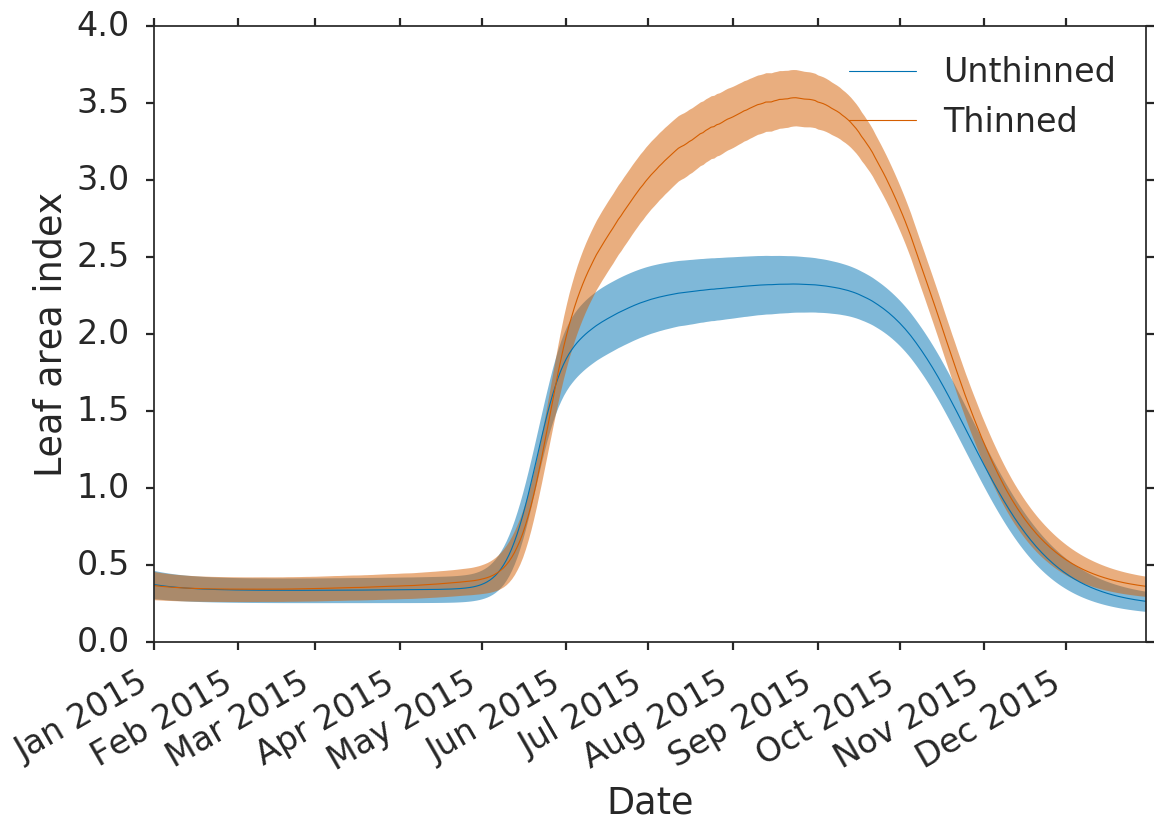 4.0
3.5
3.0
2.5
2.0
1.5
1.0
0.5
0.0
Leaf area index
Unthinned
Thinned
Jan 2015
Feb 2015
Mar 2015
Apr 2015
May 2015
Jun 2015
Jul 2015
Aug 2015
Sep 2015
Oct 2015
Nov 2015
Dec 2015
Date